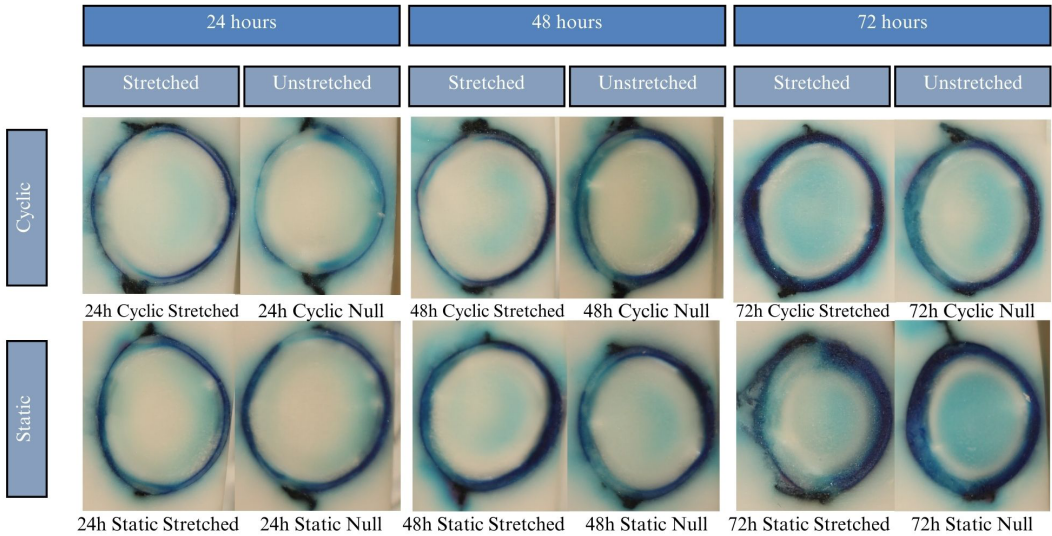 24 hours
48 hours
72 hours
Stretched
Unstretched
Stretched
Unstretched
Stretched
Unstretched
Cyclic
24h Cyclic Stretched
24h Cyclic Null
48h Cyclic Stretched
48h Cyclic Null
72h Cyclic Stretched
72h Cyclic Null
Static
24h Static Stretched
24h Static Null
48h Static Stretched
48h Static Null
72h Static Stretched
72h Static Null